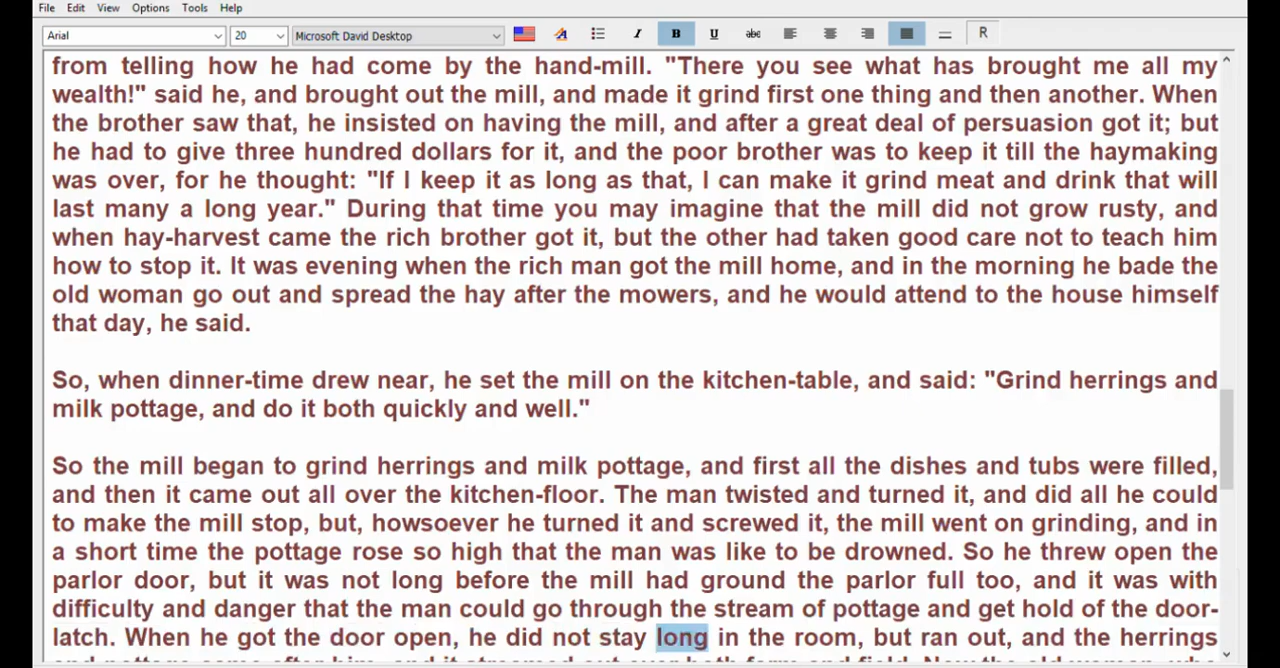 File Edit View Options Tools Help
Arial 20 Microsoft David Desktop I B U abc R
from telling how he had come by the hand-mill. "There you see what has brought me all my
wealth!" said he, and brought out the mill, and made it grind first one thing and then another. When
the brother saw that, he insisted on having the mill, and after a great deal of persuasion got it; but
he had to give three hundred dollars for it, and the poor brother was to keep it till the haymaking
was over, for he thought: "If I keep it as long as that, I can make it grind meat and drink that will
last many a long year." During that time you may imagine that the mill did not grow rusty, and
when hay-harvest came the rich brother got it, but the other had taken good care not to teach him
how to stop it. It was evening when the rich man got the mill home, and in the morning he bade the
old woman go out and spread the hay after the mowers, and he would attend to the house himself
that day, he said.
So, when dinner-time drew near, he set the mill on the kitchen-table, and said: "Grind herrings and
milk pottage, and do it both quickly and well."
So the mill began to grind herrings and milk pottage, and first all the dishes and tubs were filled,
and then it came out all over the kitchen-floor. The man twisted and turned it, and did all he could
to make the mill stop, but, howsoever he turned it and screwed it, the mill went on grinding, and in
a short time the pottage rose so high that the man was like to be drowned. So he threw open the
parlor door, but it was not long before the mill had ground the parlor full too, and it was with
difficulty and danger that the man could go through the stream of pottage and get hold of the door-
latch. When he got the door open, he did not stay long in the room, but ran out, and the herrings